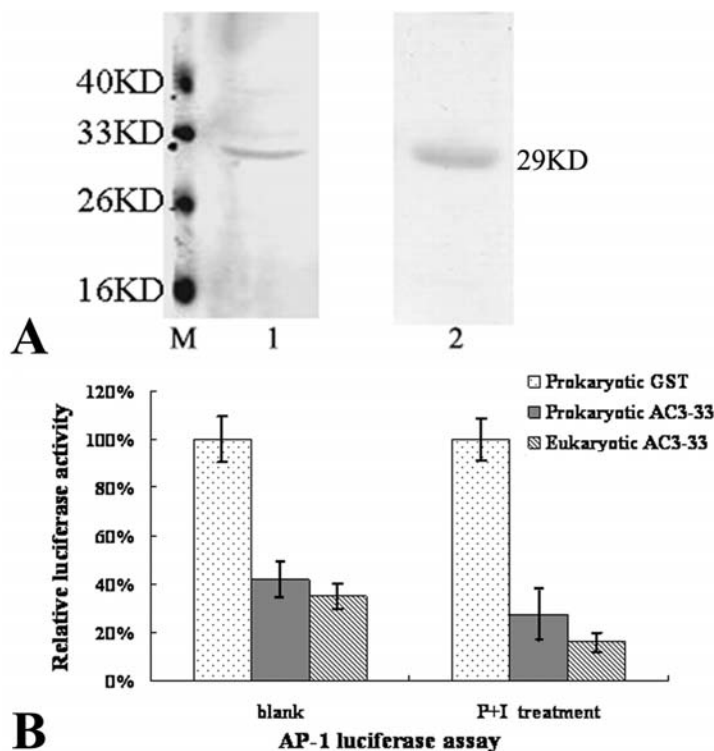 40KD
33KD
26KD
16KD
29KD
M 1 2
A
120%
100%
80%
60%
40%
20%
0%
Relative luciferase activity
Prokaryotic GST
Prokaryotic AC3-33
Eukaryotic AC3-33
blank P+I treatment
AP-1 luciferase assay
B